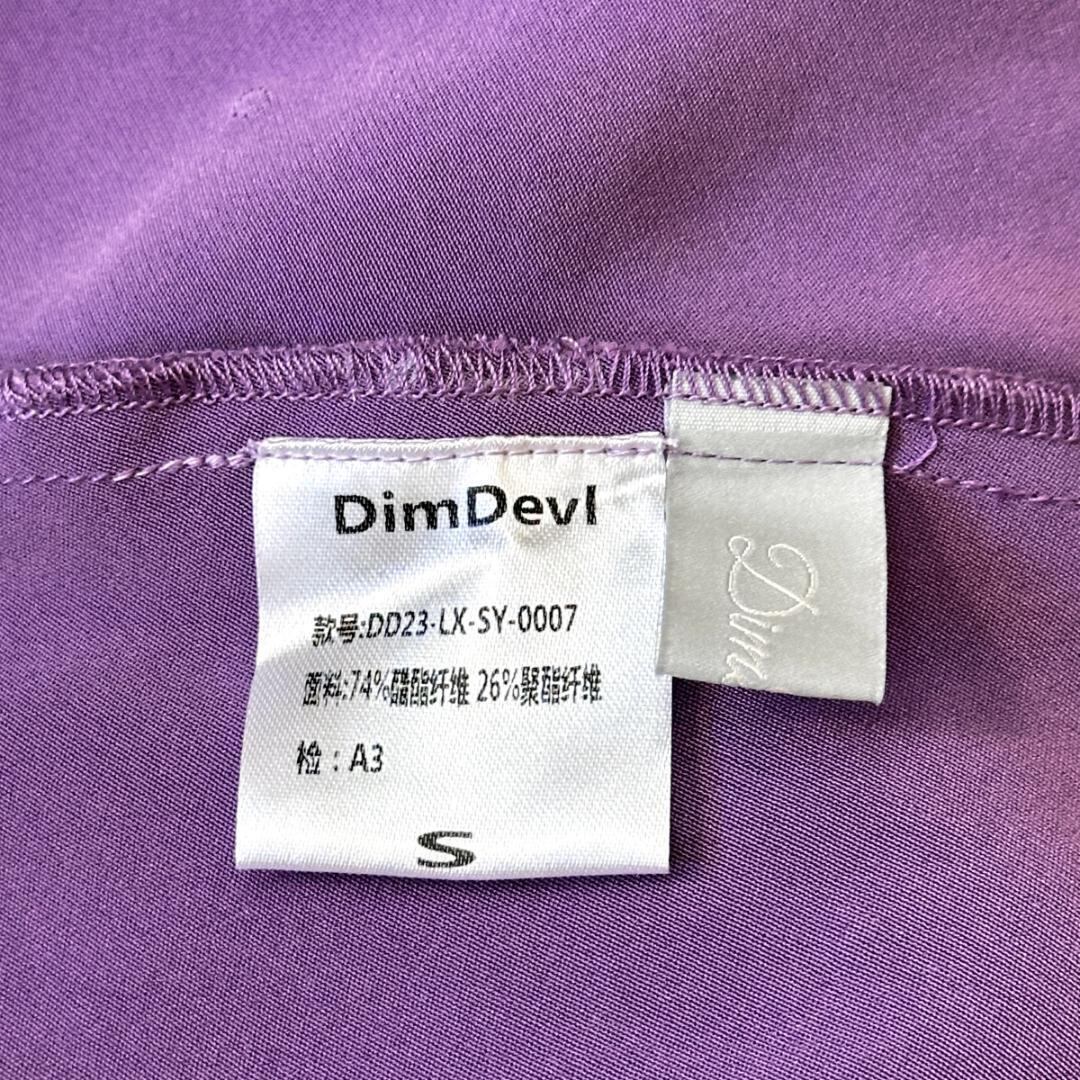 DimDevl
款号:DD23-LX-SY-0007
面料:74%醋酯纤维 26%聚酯纤维
检：A3
S
Dim